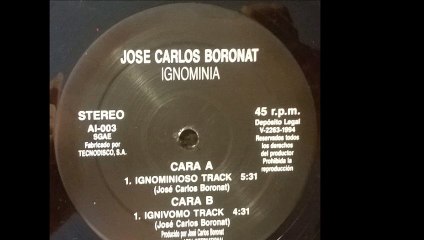 JOSE CARLOS BORONAT
IGNOMINIA
STEREO
AI-003
SGAE
Fabricado por
TECNODISCO, S.A.
45 r.p.m.
Depósito Legal
V-2263-1994
Reservados todos
los derechos
del productor
Prohibida la
reproducción
CARA A
1. IGNOMINIOSO TRACK 5:31
(José Carlos Boronat)
CARA B
1. IGNIVOMO TRACK 4:31
(José Carlos Boronat)
Producido por José Carlos Boronat